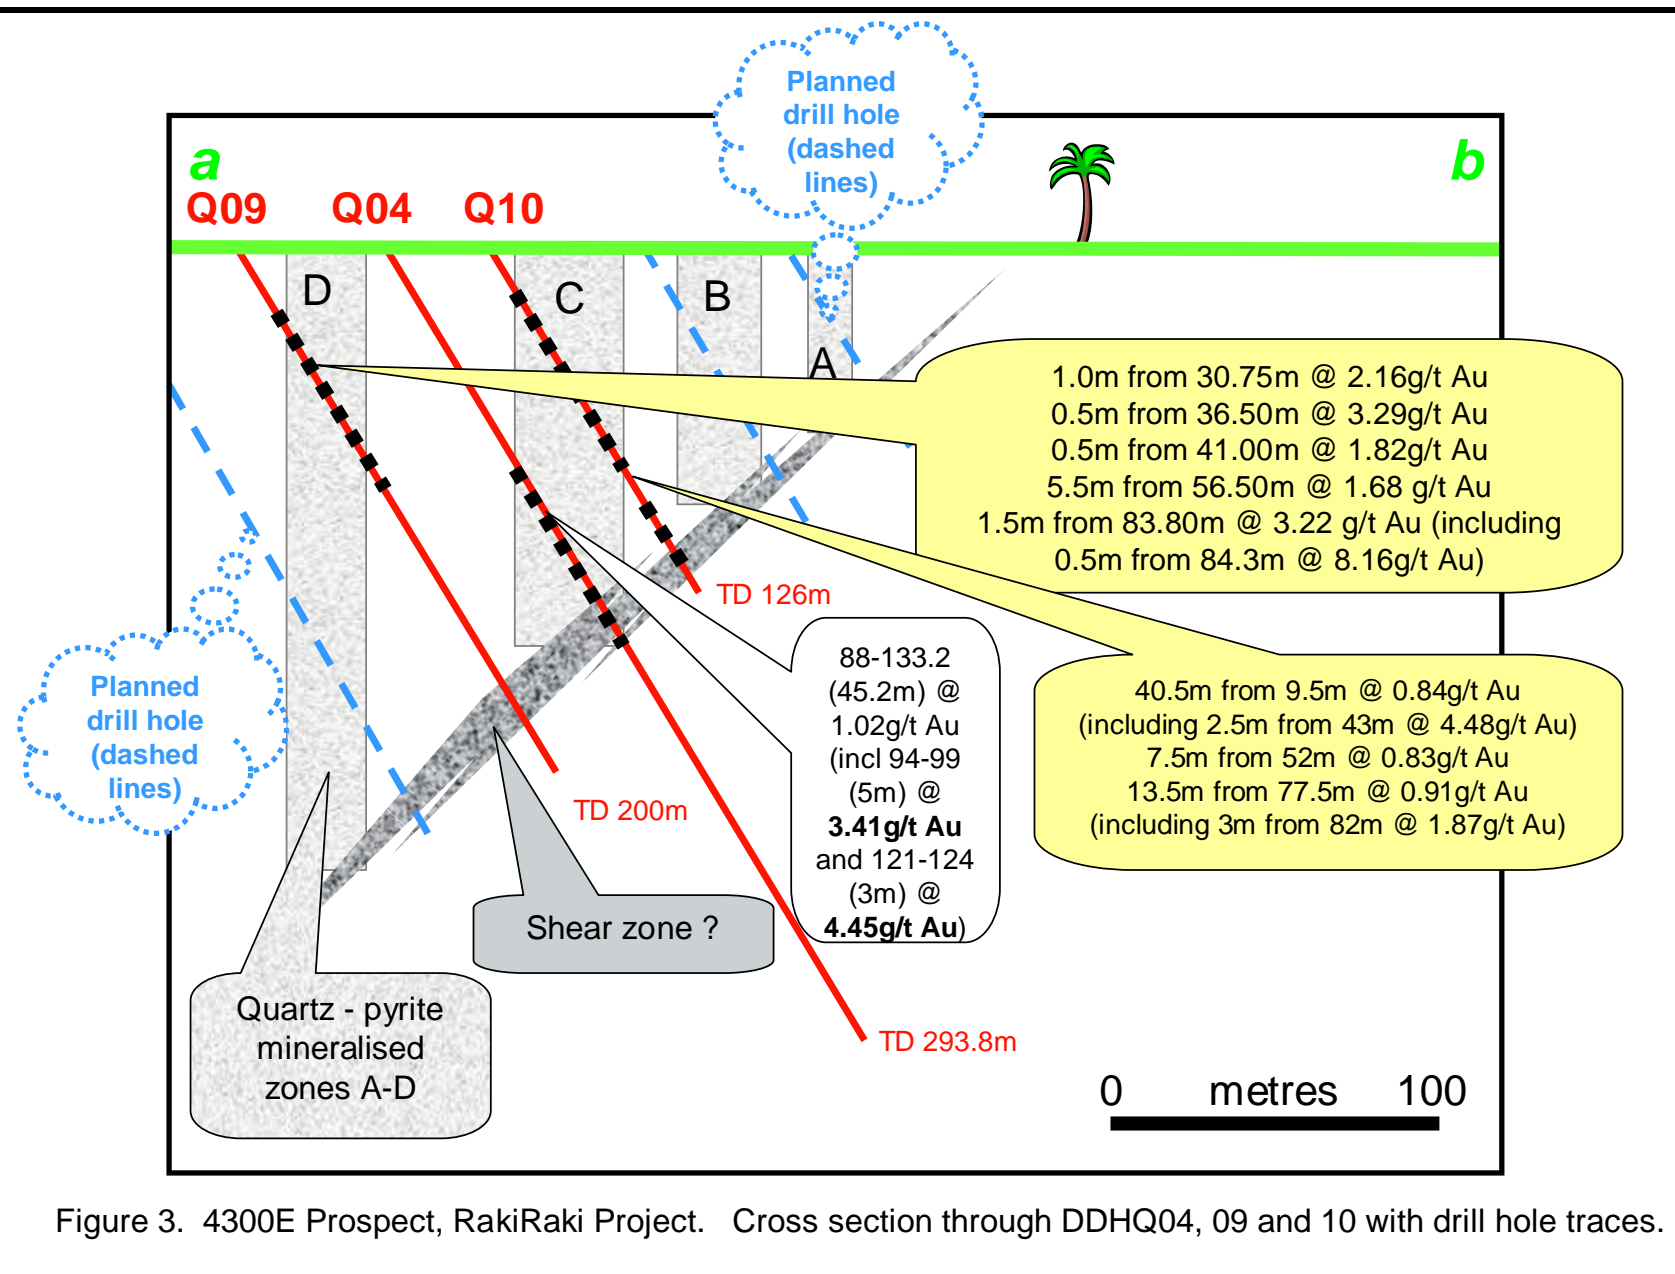 Planned
drill hole
(dashed
lines)
a
b
Q09
Q04
Q10
D
C
B
A
1.0m from 30.75m @ 2.16g/t Au
0.5m from 36.50m @ 3.29g/t Au
0.5m from 41.00m @ 1.82g/t Au
5.5m from 56.50m @ 1.68 g/t Au
1.5m from 83.80m @ 3.22 g/t Au (including
0.5m from 84.3m @ 8.16g/t Au)
TD 126m
88-133.2
(45.2m) @
1.02g/t Au
(incl 94-99
(5m) @
3.41g/t Au
and 121-124
(3m) @
4.45g/t Au)
40.5m from 9.5m @ 0.84g/t Au
(including 2.5m from 43m @ 4.48g/t Au)
7.5m from 52m @ 0.83g/t Au
13.5m from 77.5m @ 0.91g/t Au
(including 3m from 82m @ 1.87g/t Au)
Planned
drill hole
(dashed
lines)
TD 200m
Shear zone ?
Quartz - pyrite
mineralised
zones A-D
TD 293.8m
0 metres 100
Figure 3. 4300E Prospect, RakiRaki Project. Cross section through DDHQ04, 09 and 10 with drill hole traces.